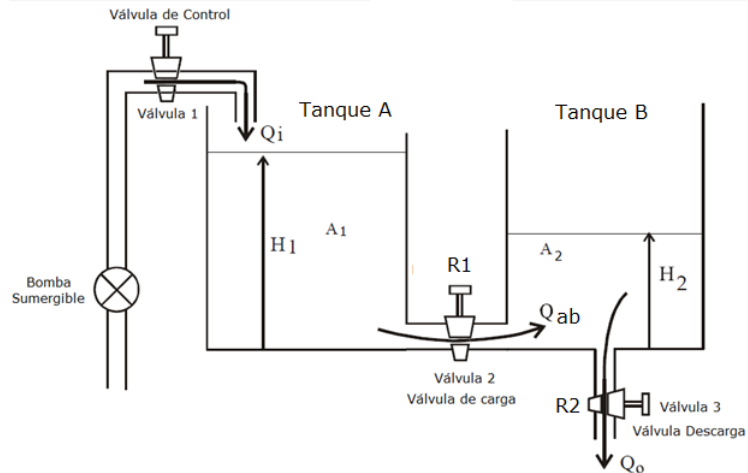 Válvula de Control
Válvula 1
Qi
Tanque A
Tanque B
H1
A1
R1
A2
H2
Qab
Bomba
Sumergible
Válvula 2
Válvula de carga
R2
Válvula 3
Válvula Descarga
Qo